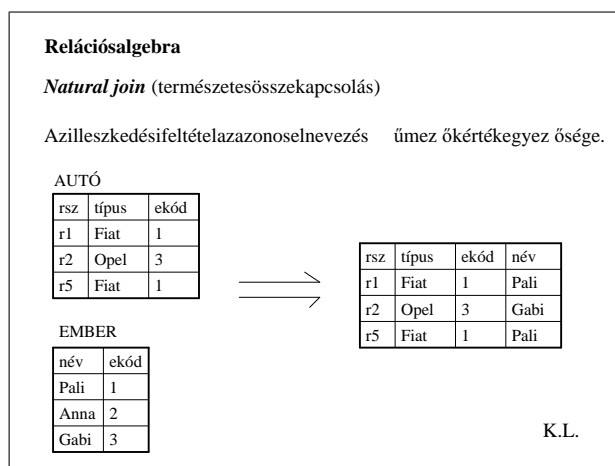 Relációsalgebra
Natural join (természetesösszekapcsolás)
Azilleszkedésifeltételazazonoselnevezés űmez őkértékegyez ősége.
AUTÓ
rsz típus ekód
r1 Fiat 1
r2 Opel 3
r5 Fiat 1
rsz típus ekód név
r1 Fiat 1 Pali
r2 Opel 3 Gabi
r5 Fiat 1 Pali
EMBER
név ekód
Pali 1
Anna 2
Gabi 3
K.L.